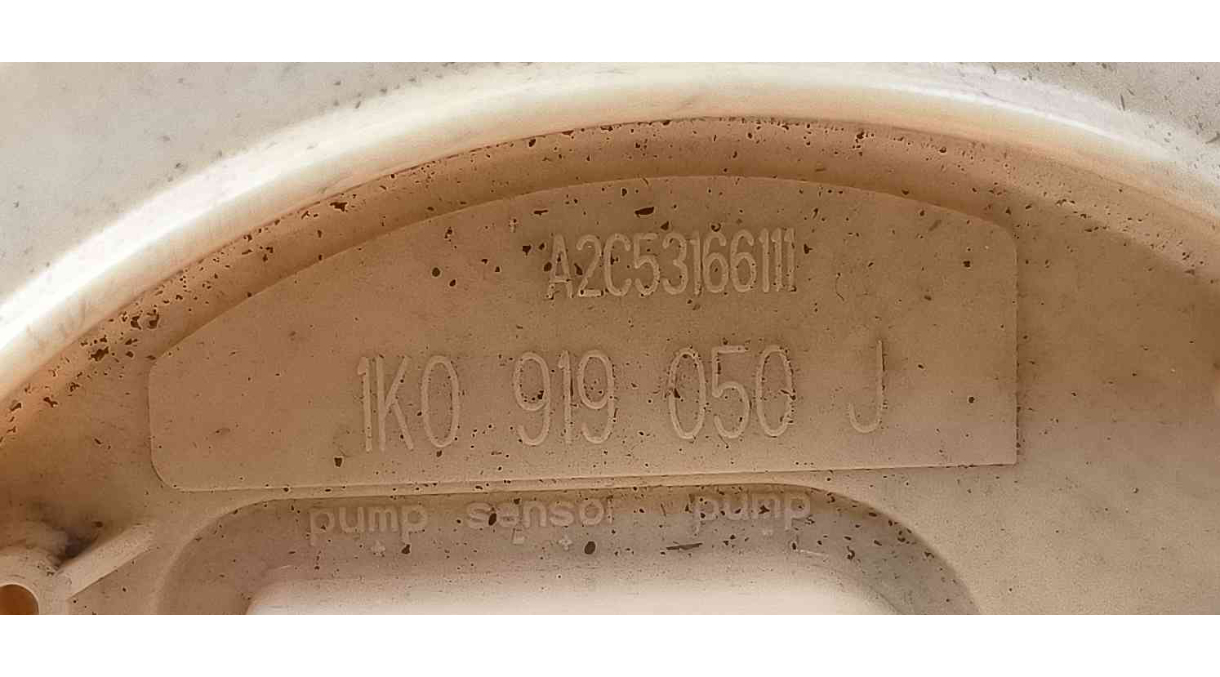 A2C53166111
1K0 919 050 J
pump sensor pump
+ - + -